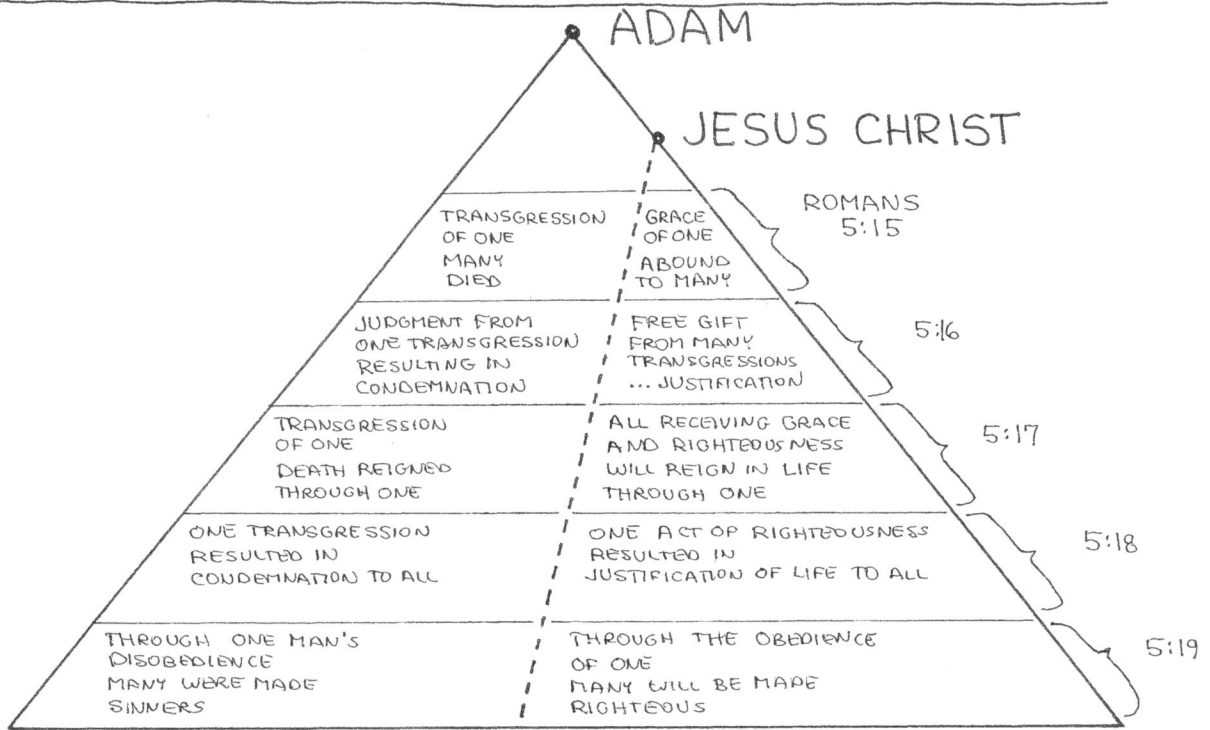 ADAM
JESUS CHRIST
TRANSGRESSION
OF ONE
MANY
DIED
GRACE
OF ONE
ABOUND
TO MANY
ROMANS
5:15
JUDGMENT FROM
ONE TRANSGRESSION
RESULTING IN
CONDEMNATION
FREE GIFT
FROM MANY
TRANSGRESSIONS
... JUSTIFICATION
5:16
TRANSGRESSION
OF ONE
DEATH REIGNED
THROUGH ONE
ALL RECEIVING GRACE
AND RIGHTEOUSNESS
WILL REIGN IN LIFE
THROUGH ONE
5:17
ONE TRANSGRESSION
RESULTED IN
CONDEMNATION TO ALL
ONE ACT OF RIGHTEOUSNESS
RESULTED IN
JUSTIFICATION OF LIFE TO ALL
5:18
THROUGH ONE MAN'S
DISOBEDIENCE
MANY WERE MADE
SINNERS
THROUGH THE OBEDIENCE
OF ONE
MANY WILL BE MADE
RIGHTEOUS
5:19